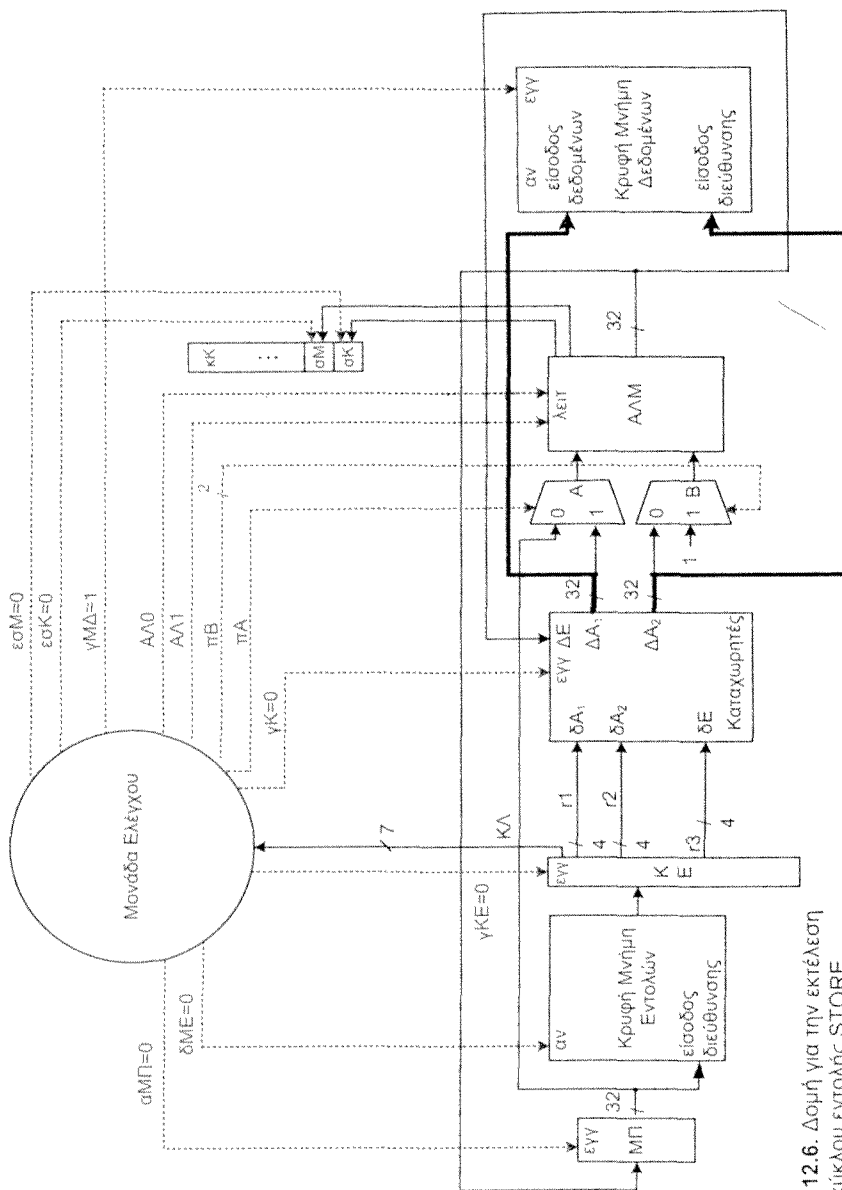 Μονάδα Ελέγχου
εσΜ=0
εσΚ=0
γΜΔ=1
ΑΛ0
ΑΛ1
πΒ
2
πΑ
γΚ=0
αΜΠ=0
δΜΕ=0
γΚΕ=0
7
ΚΛ
κΚ
⋮
σΜ
σΚ
εγγ
ΜΠ
32
αν
Κρυφή Μνήμη
Εντολών
είσοδος
διεύθυνσης
εγγ
Κ
Ε
r1
4
r2
4
r3
4
εγγ ΔΕ
δΑ₁
ΔΑ₁
δΑ₂
ΔΑ₂
δΕ
Καταχωρητές
32
32
0
Α
1
0
1 Β
1
λειτ
ΑΛΜ
32
αν
εγγ
είσοδος
δεδομένων
Κρυφή Μνήμη
Δεδομένων
είσοδος
διεύθυνσης
12.6. Δομή για την εκτέλεση
κύκλου εντολής STORE